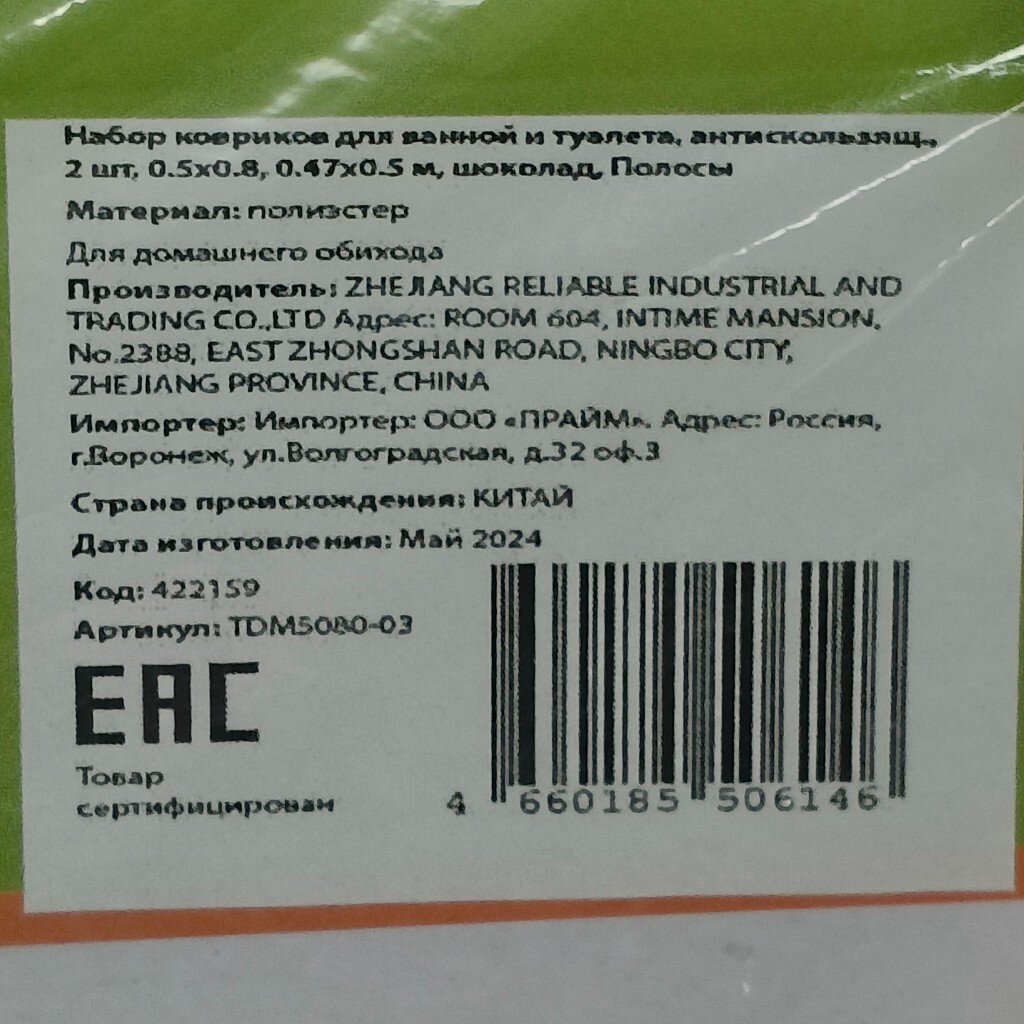 Набор ковриков для ванной и туалета, антискользящ.,
2 шт, 0.5x0.8, 0.47x0.5 м, шоколад, Полосы
Материал: полиэстер
Для домашнего обихода
Производитель: ZHEJIANG RELIABLE INDUSTRIAL AND
TRADING CO.,LTD Адрес: ROOM 604, INTIME MANSION,
No.2388, EAST ZHONGSHAN ROAD, NINGBO CITY,
ZHEJIANG PROVINCE, CHINA
Импортер: Импортер: ООО «ПРАЙМ». Адрес: Россия,
г.Воронеж, ул.Волгоградская, д.32 оф.3
Страна происхождения: КИТАЙ
Дата изготовления: Май 2024
Код: 422159
Артикул: TDM5080-03
EAC
Товар
сертифицирован
4 660185 506146